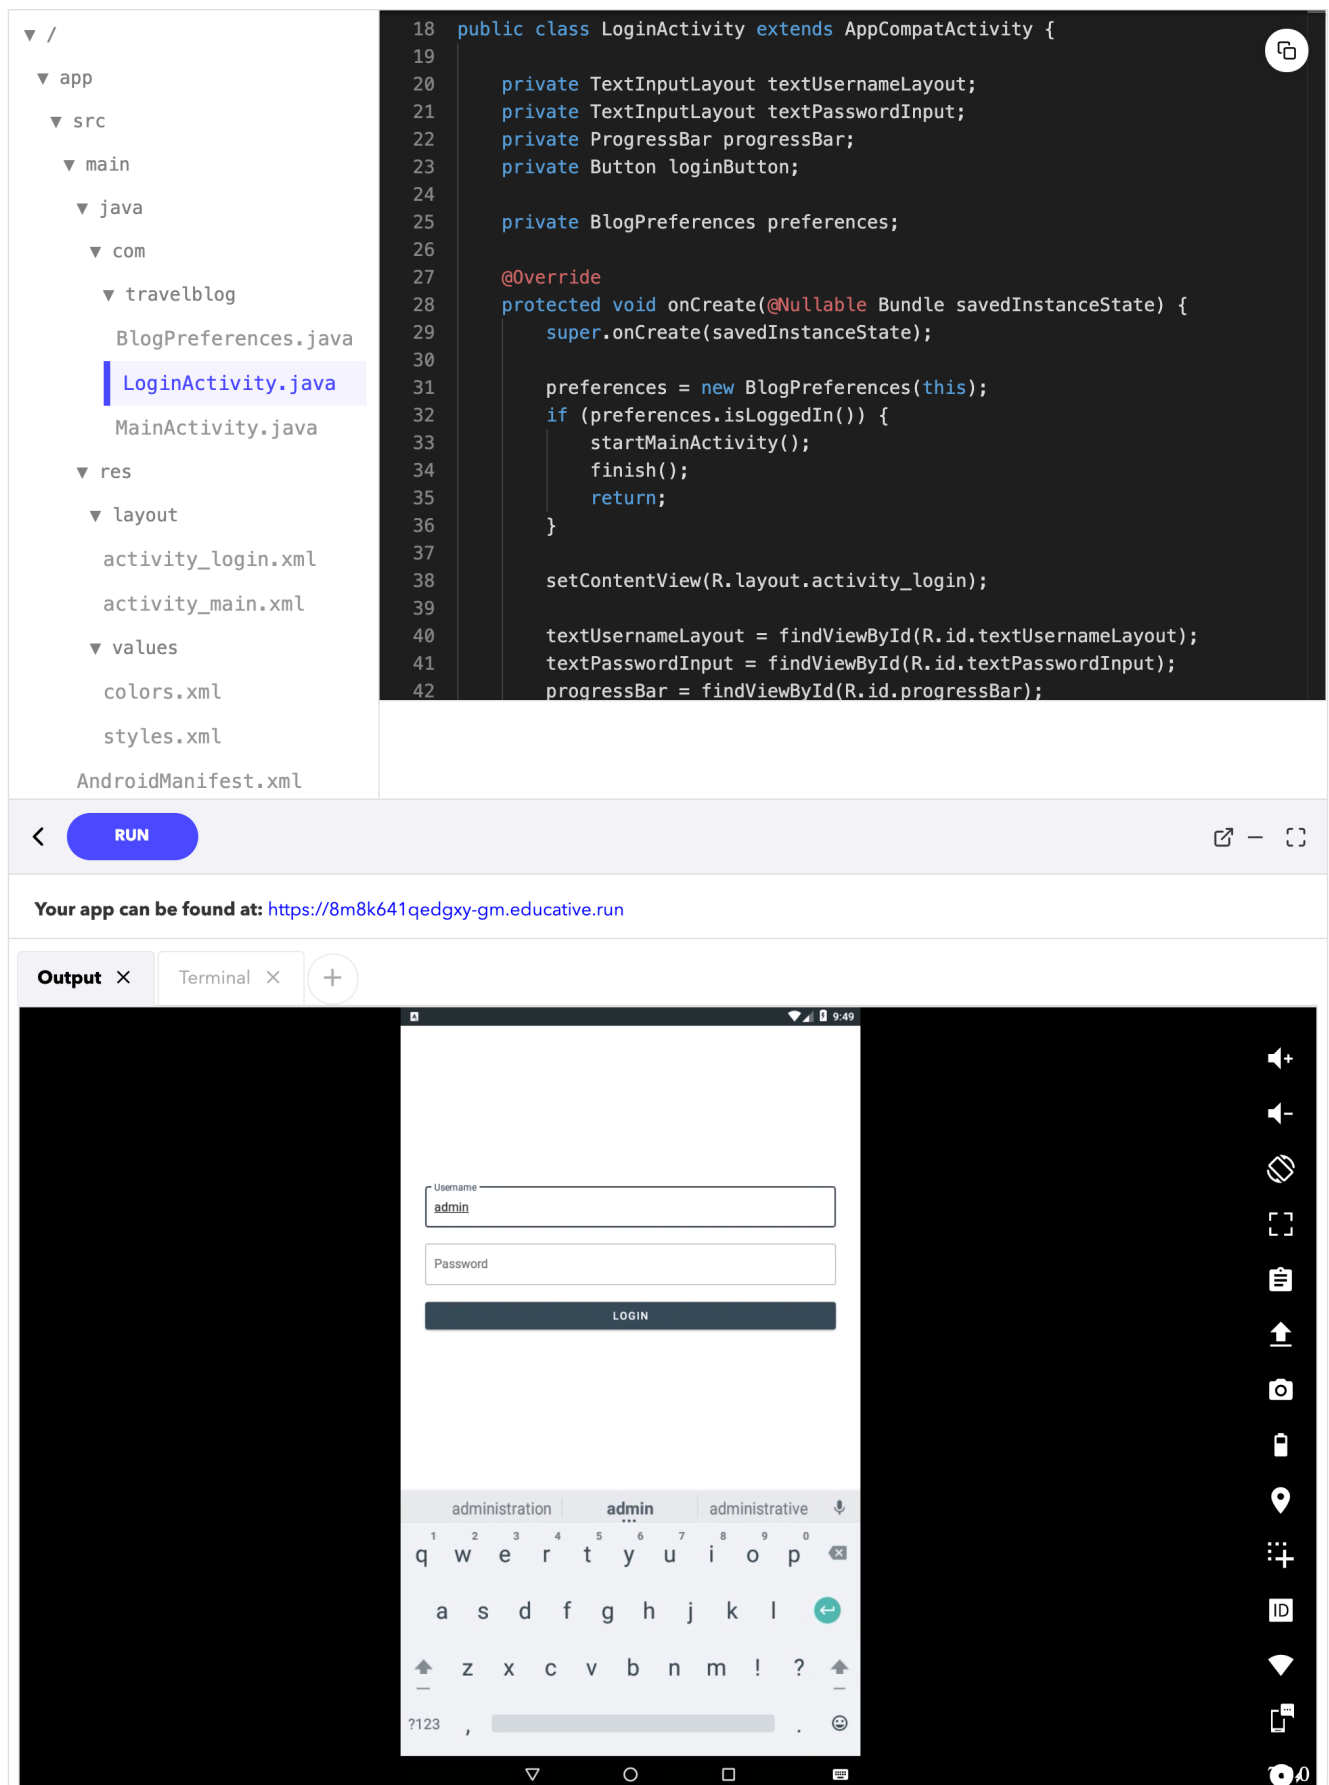 /
app
src
main
java
com
travelblog
BlogPreferences.java
LoginActivity.java
MainActivity.java
res
layout
activity_login.xml
activity_main.xml
values
colors.xml
styles.xml
AndroidManifest.xml
18 public class LoginActivity extends AppCompatActivity {
19
20 private TextInputLayout textUsernameLayout;
21 private TextInputLayout textPasswordInput;
22 private ProgressBar progressBar;
23 private Button loginButton;
24
25 private BlogPreferences preferences;
26
27 @Override
28 protected void onCreate(@Nullable Bundle savedInstanceState) {
29 super.onCreate(savedInstanceState);
30
31 preferences = new BlogPreferences(this);
32 if (preferences.isLoggedIn()) {
33 startMainActivity();
34 finish();
35 return;
36 }
37
38 setContentView(R.layout.activity_login);
39
40 textUsernameLayout = findViewById(R.id.textUsernameLayout);
41 textPasswordInput = findViewById(R.id.textPasswordInput);
42 progressBar = findViewById(R.id.progressBar);
RUN
Your app can be found at: https://8m8k641qedgxy-gm.educative.run
Output
Terminal
9:49
Username
admin
Password
LOGIN
administration admin administrative
1 2 3 4 5 6 7 8 9 0
q w e r t y u i o p
a s d f g h j k l
z x c v b n m ! ?
?123 , .
ID